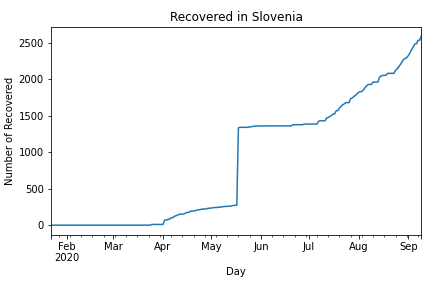 Recovered in Slovenia
Number of Recovered
2500
2000
1500
1000
500
0
Feb Mar Apr May Jun Jul Aug Sep
2020
Day